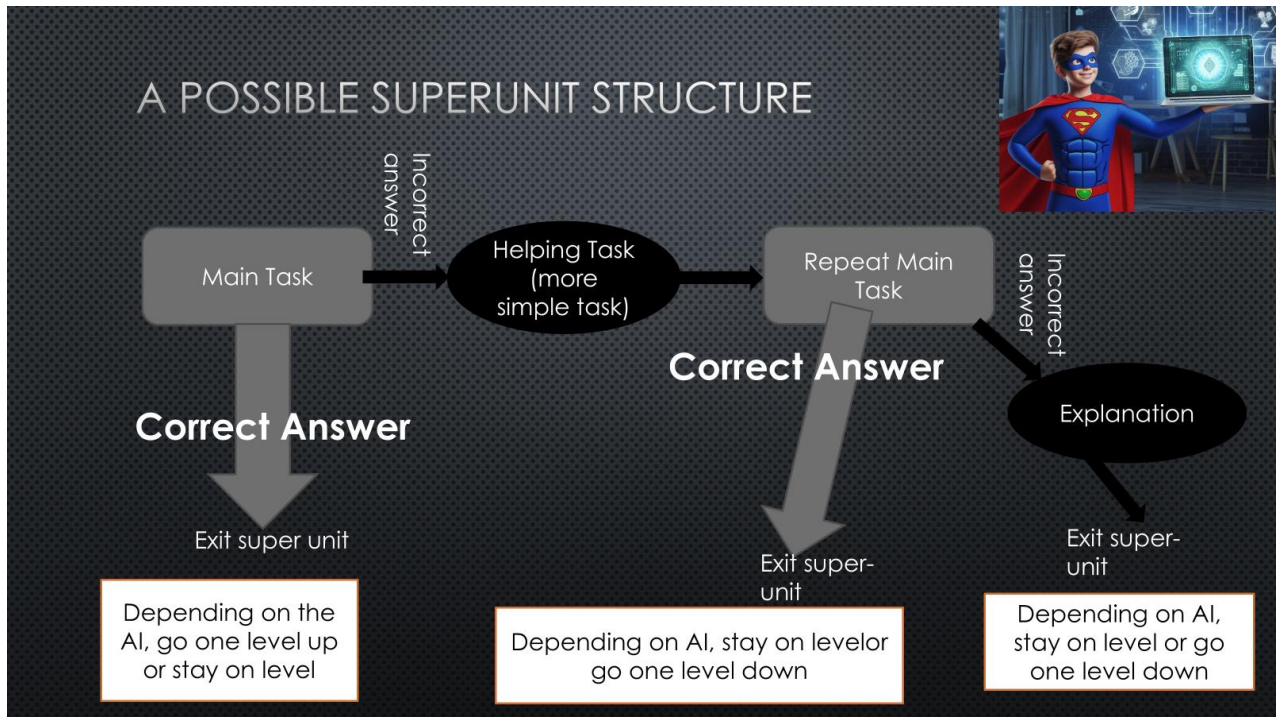 A POSSIBLE SUPERUNIT STRUCTURE
Incorrect
answer
Main Task
Helping Task
(more
simple task)
Repeat Main
Task
Incorrect
answer
Correct Answer
Correct Answer
Explanation
Exit super unit
Exit super-
unit
Exit super-
unit
Depending on the
AI, go one level up
or stay on level
Depending on AI, stay on levelor
go one level down
Depending on AI,
stay on level or go
one level down